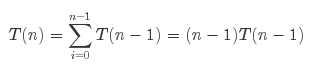 T(n) = \sum_{i=0}^{n-1} T(n-1) = (n-1)T(n-1)